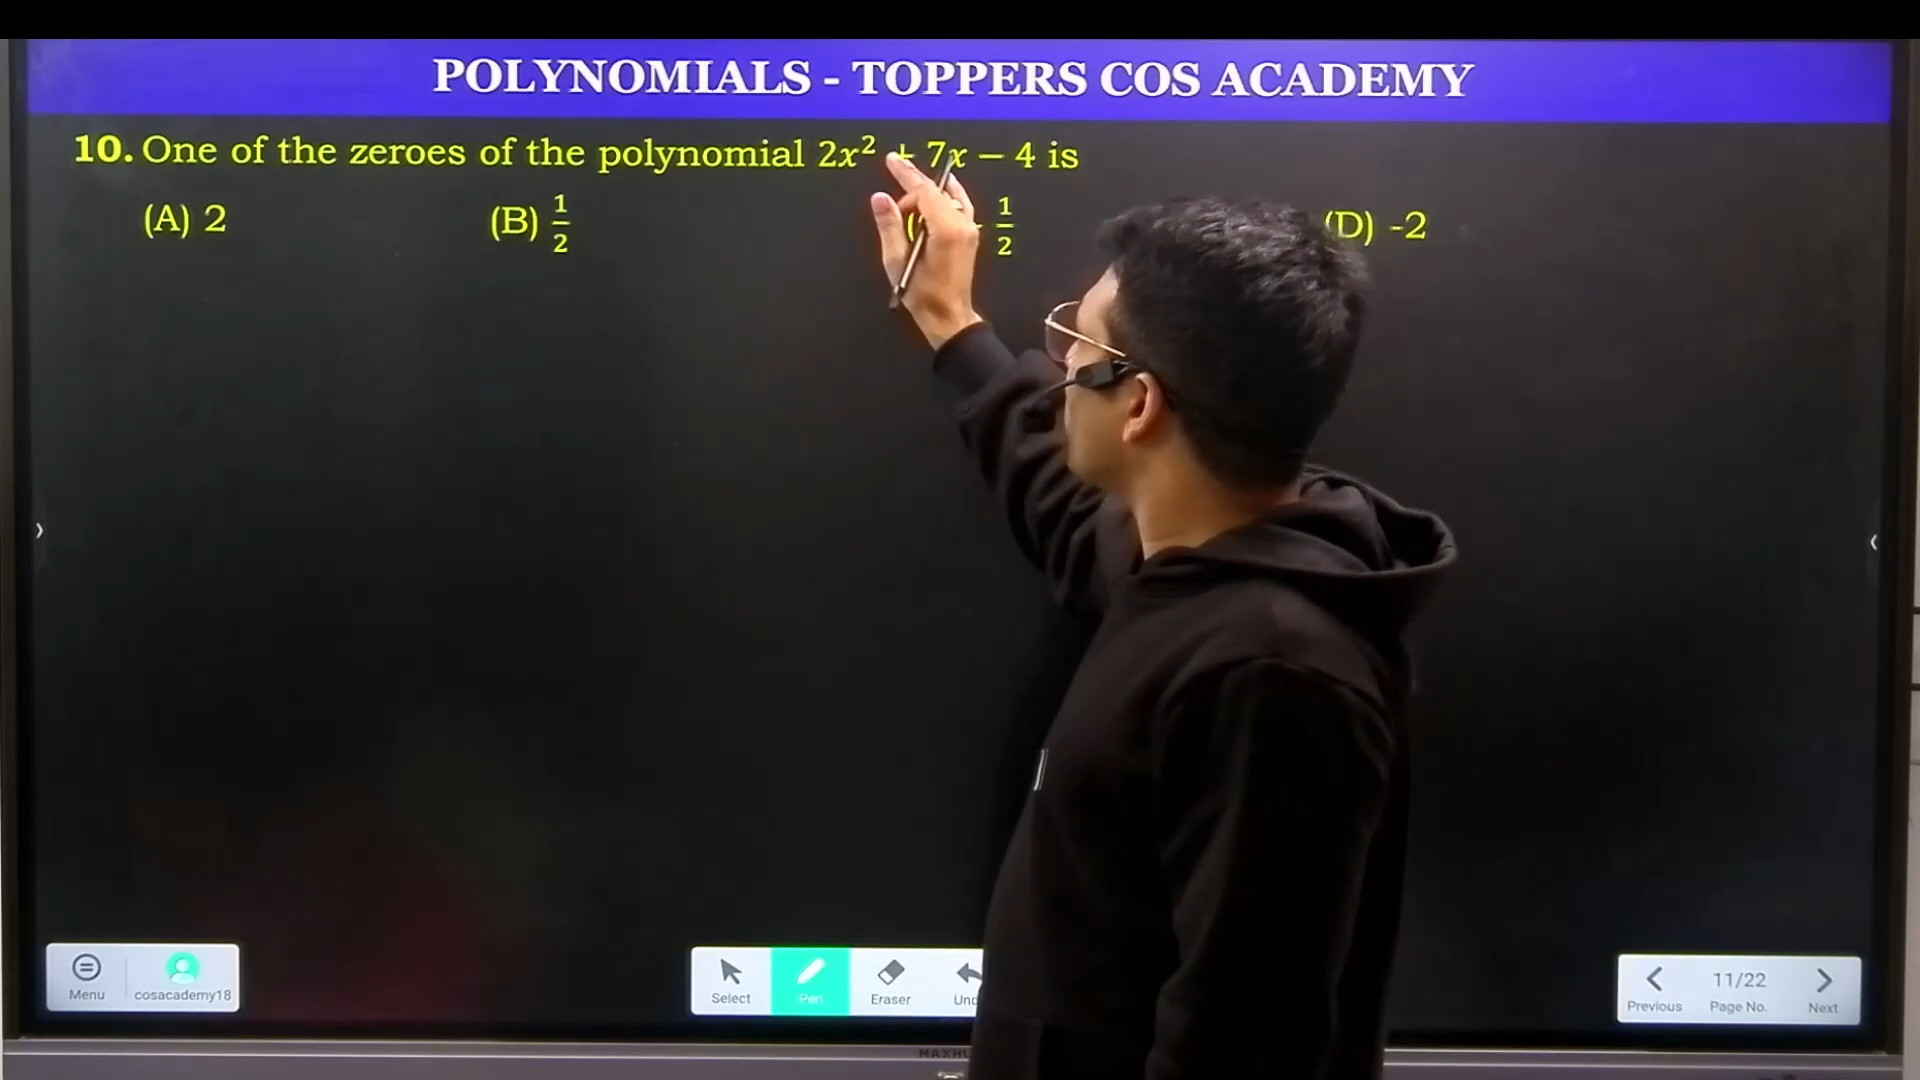 POLYNOMIALS - TOPPERS COS ACADEMY
10. One of the zeroes of the polynomial 2x² + 7x − 4 is
(A) 2 (B) 1/2 - 1/2 (D) -2
Menu cosacademy18 Select Pen Eraser 11/22
Previous Page No. Next